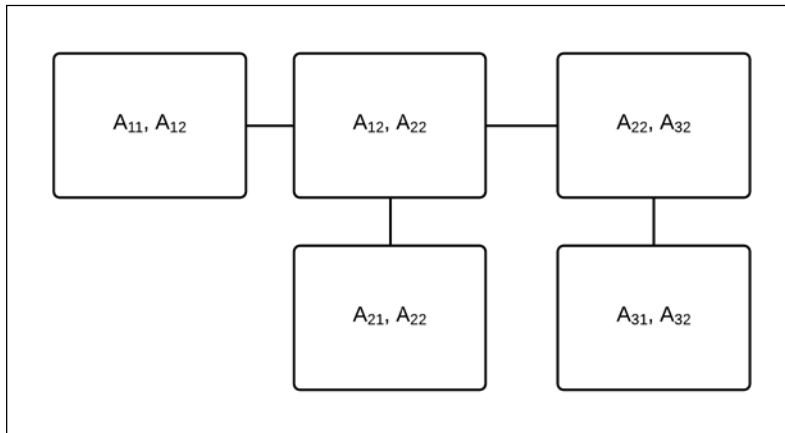 A₁₁, A₁₂
A₁₂, A₂₂
A₂₂, A₃₂
A₂₁, A₂₂
A₃₁, A₃₂